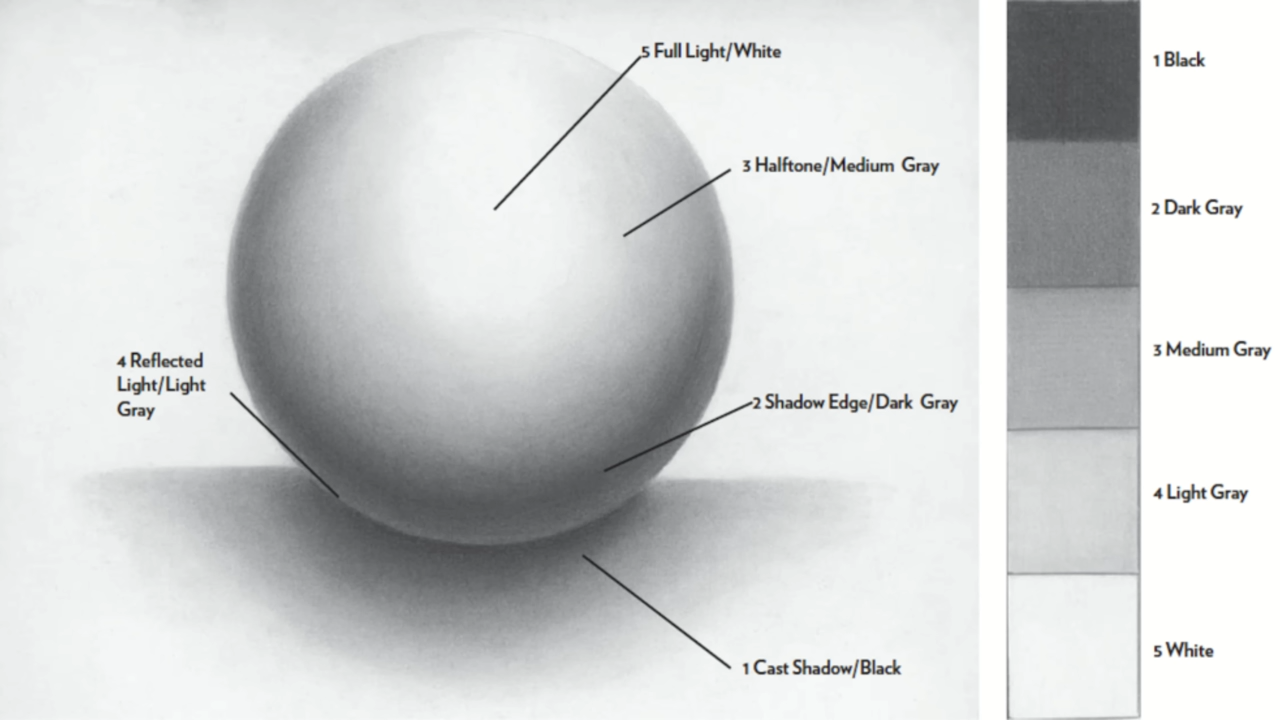 5 Full Light/White
3 Halftone/Medium Gray
4 Reflected
Light/Light
Gray
2 Shadow Edge/Dark Gray
1 Cast Shadow/Black
1 Black
2 Dark Gray
3 Medium Gray
4 Light Gray
5 White